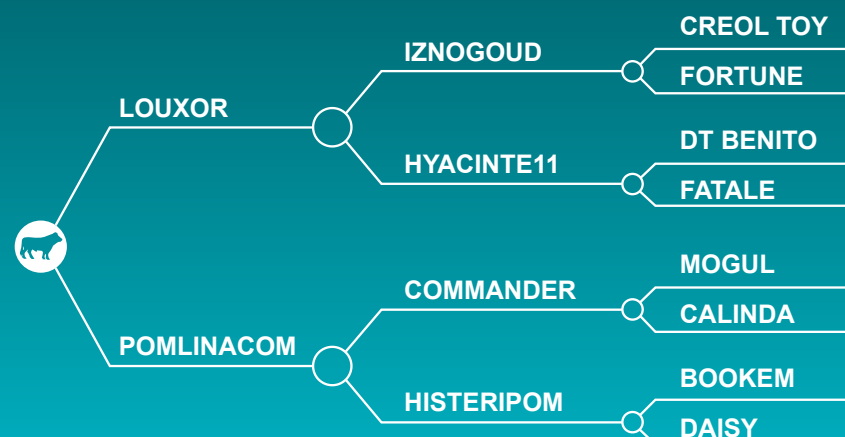 CREOL TOY
IZNOGOUD
FORTUNE
LOUXOR
DT BENITO
HYACINTE11
FATALE
MOGUL
COMMANDER
CALINDA
POMLINACOM
BOOKEM
HISTERIPOM
DAISY